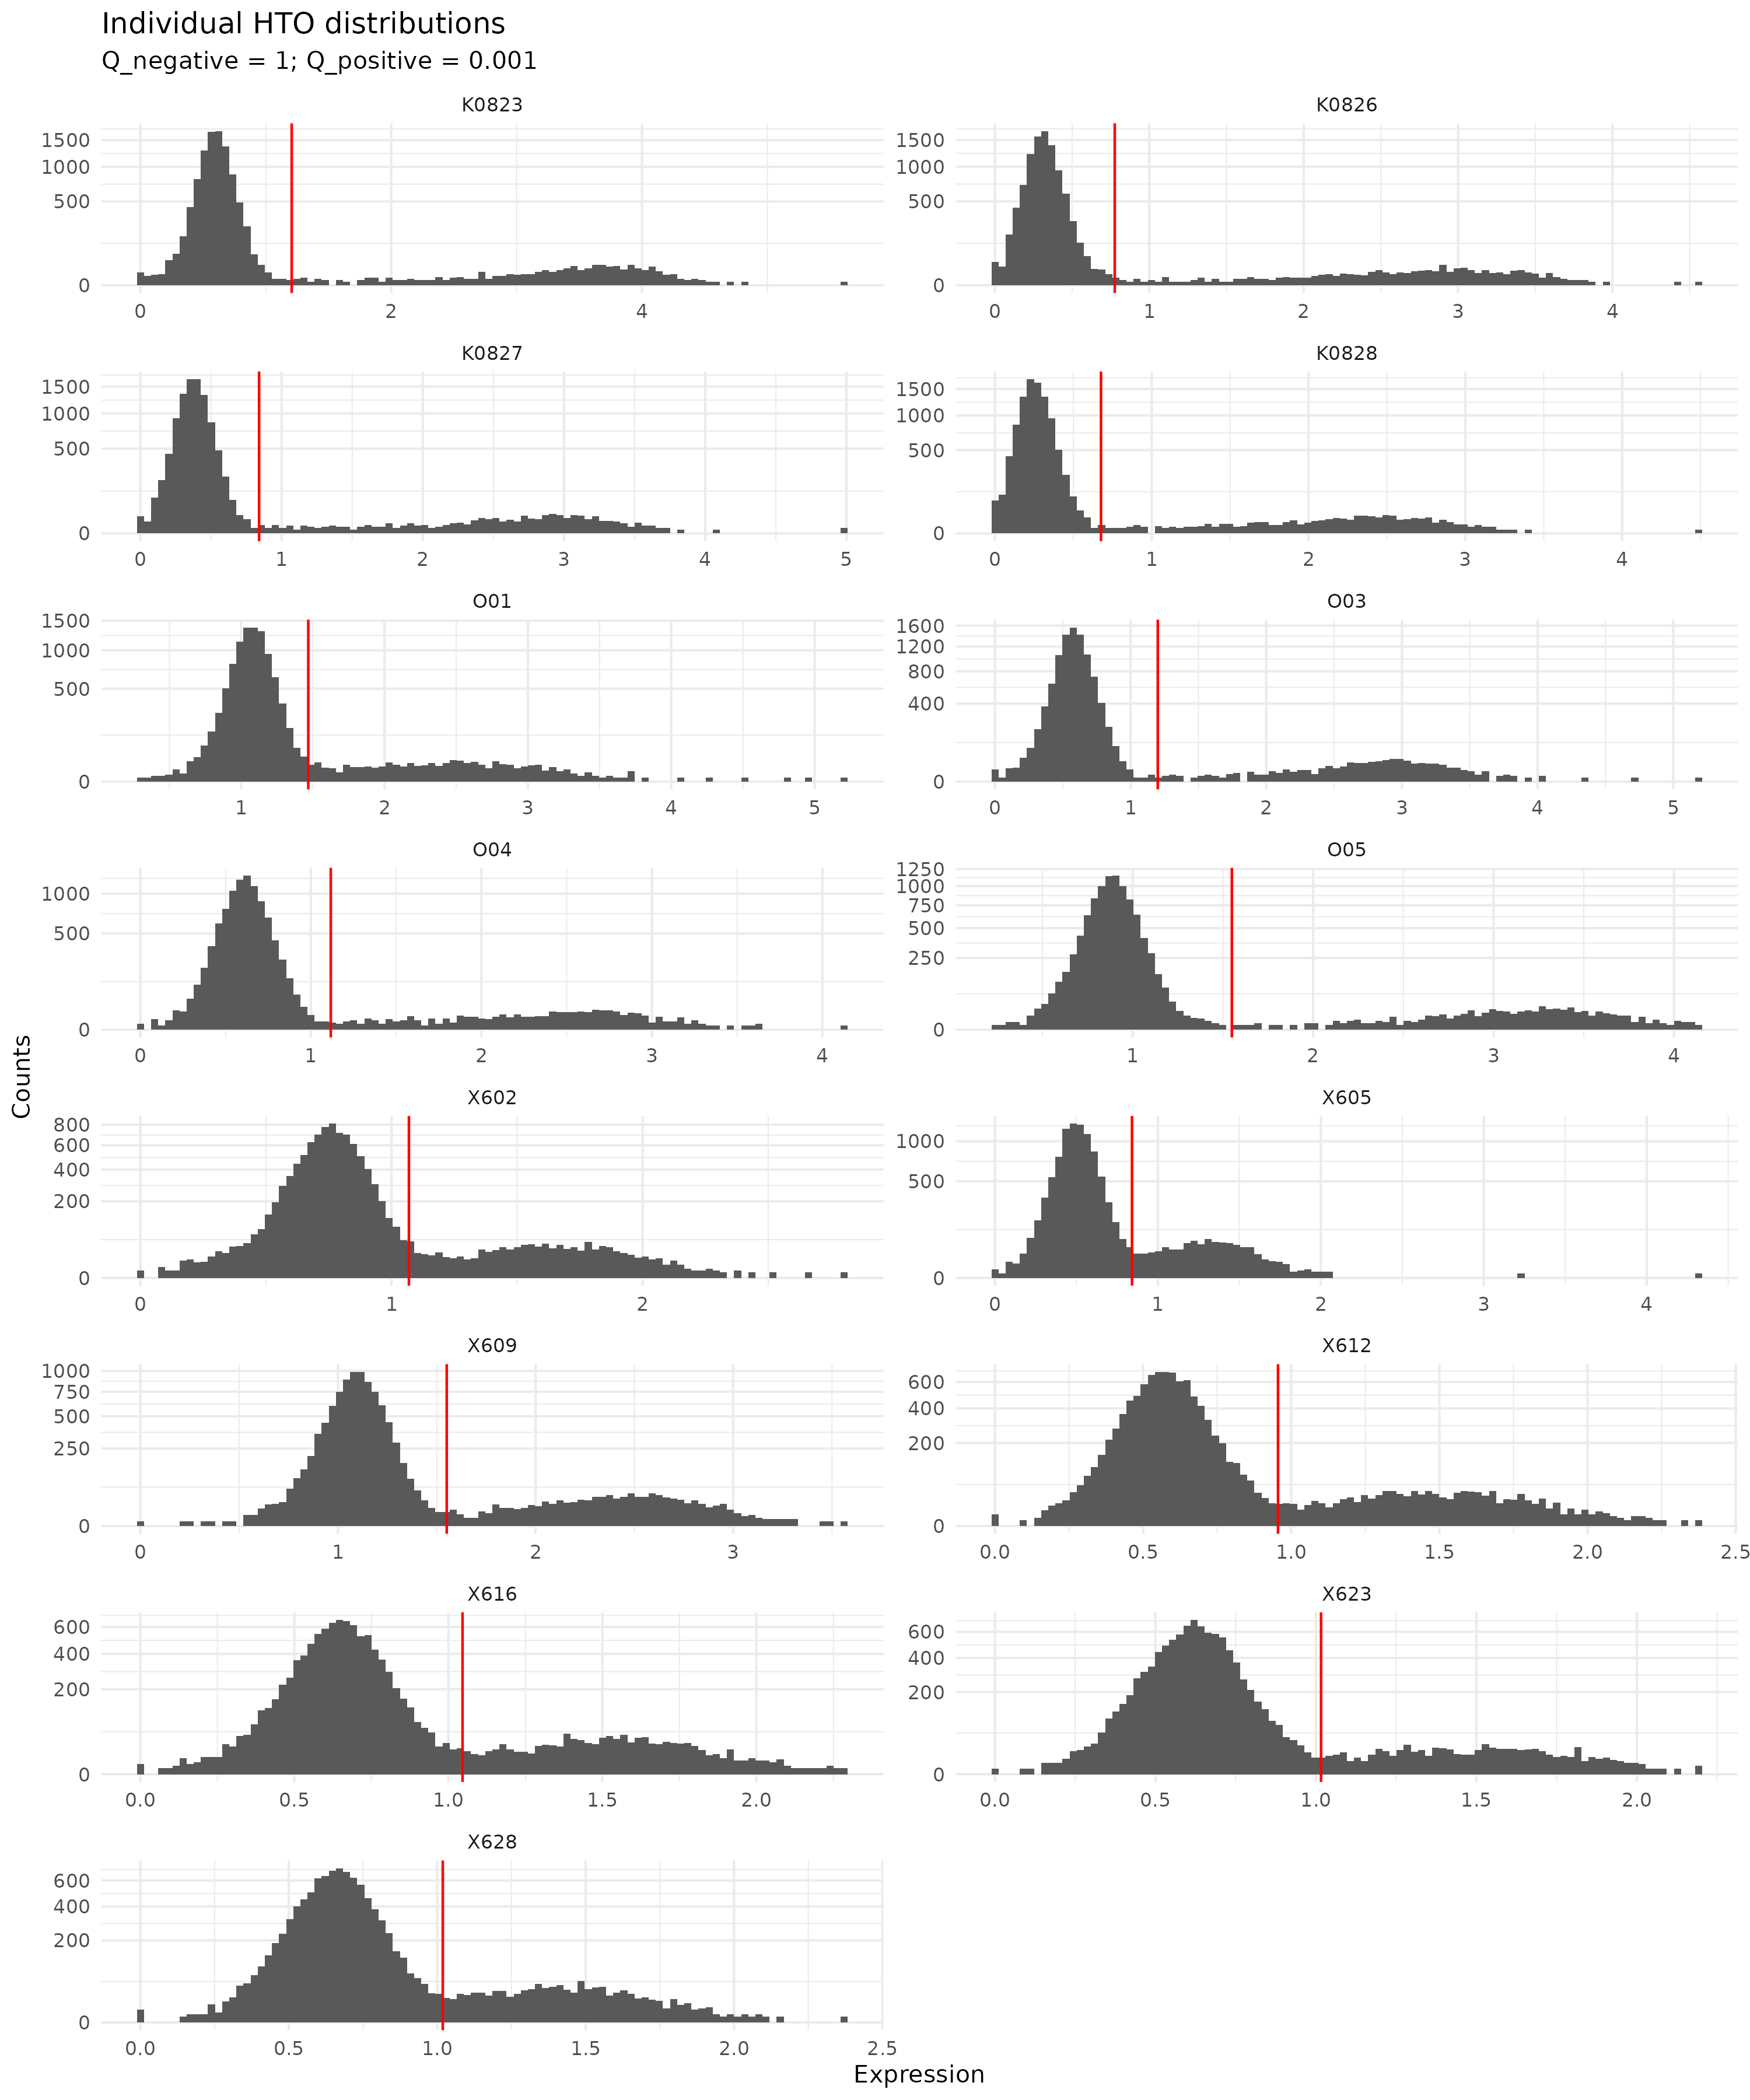 Individual HTO distributions
Q_negative = 1; Q_positive = 0.001
K0823
1500
1000
500
0
0 2 4
K0826
1500
1000
500
0
0 1 2 3 4
K0827
1500
1000
500
0
0 1 2 3 4 5
K0828
1500
1000
500
0
0 1 2 3 4
O01
1500
1000
500
0
1 2 3 4 5
O03
1600
1200
800
400
0
0 1 2 3 4 5
O04
1000
500
0
0 1 2 3 4
O05
1250
1000
750
500
250
0
1 2 3 4
Counts
X602
800
600
400
200
0
0 1 2
X605
1000
500
0
0 1 2 3 4
X609
1000
750
500
250
0
0 1 2 3
X612
600
400
200
0
0.0 0.5 1.0 1.5 2.0 2.5
X616
600
400
200
0
0.0 0.5 1.0 1.5 2.0
X623
600
400
200
0
0.0 0.5 1.0 1.5 2.0
X628
600
400
200
0
0.0 0.5 1.0 1.5 2.0 2.5
Expression